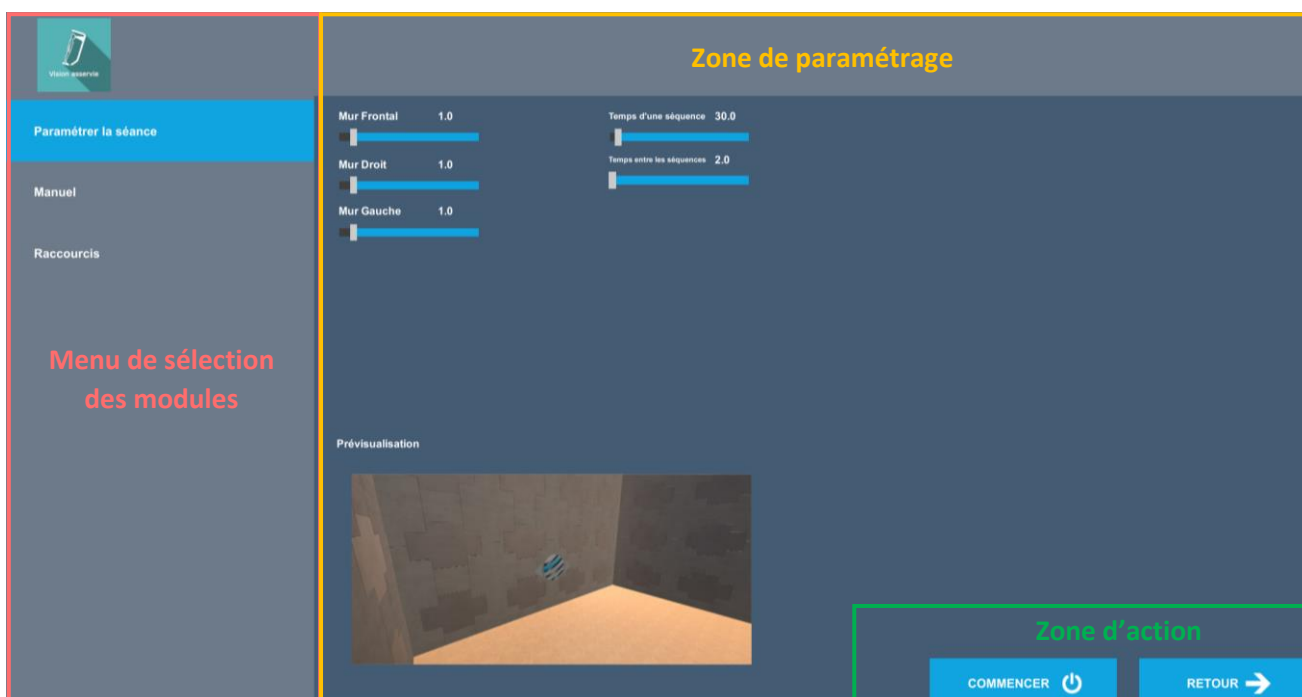 Vision asservie
Zone de paramétrage
Paramétrer la séance
Manuel
Raccourcis
Menu de sélection
des modules
Mur Frontal 1.0
Mur Droit 1.0
Mur Gauche 1.0
Temps d'une séquence 30.0
Temps entre les séquences 2.0
Prévisualisation
Zone d’action
COMMENCER
RETOUR